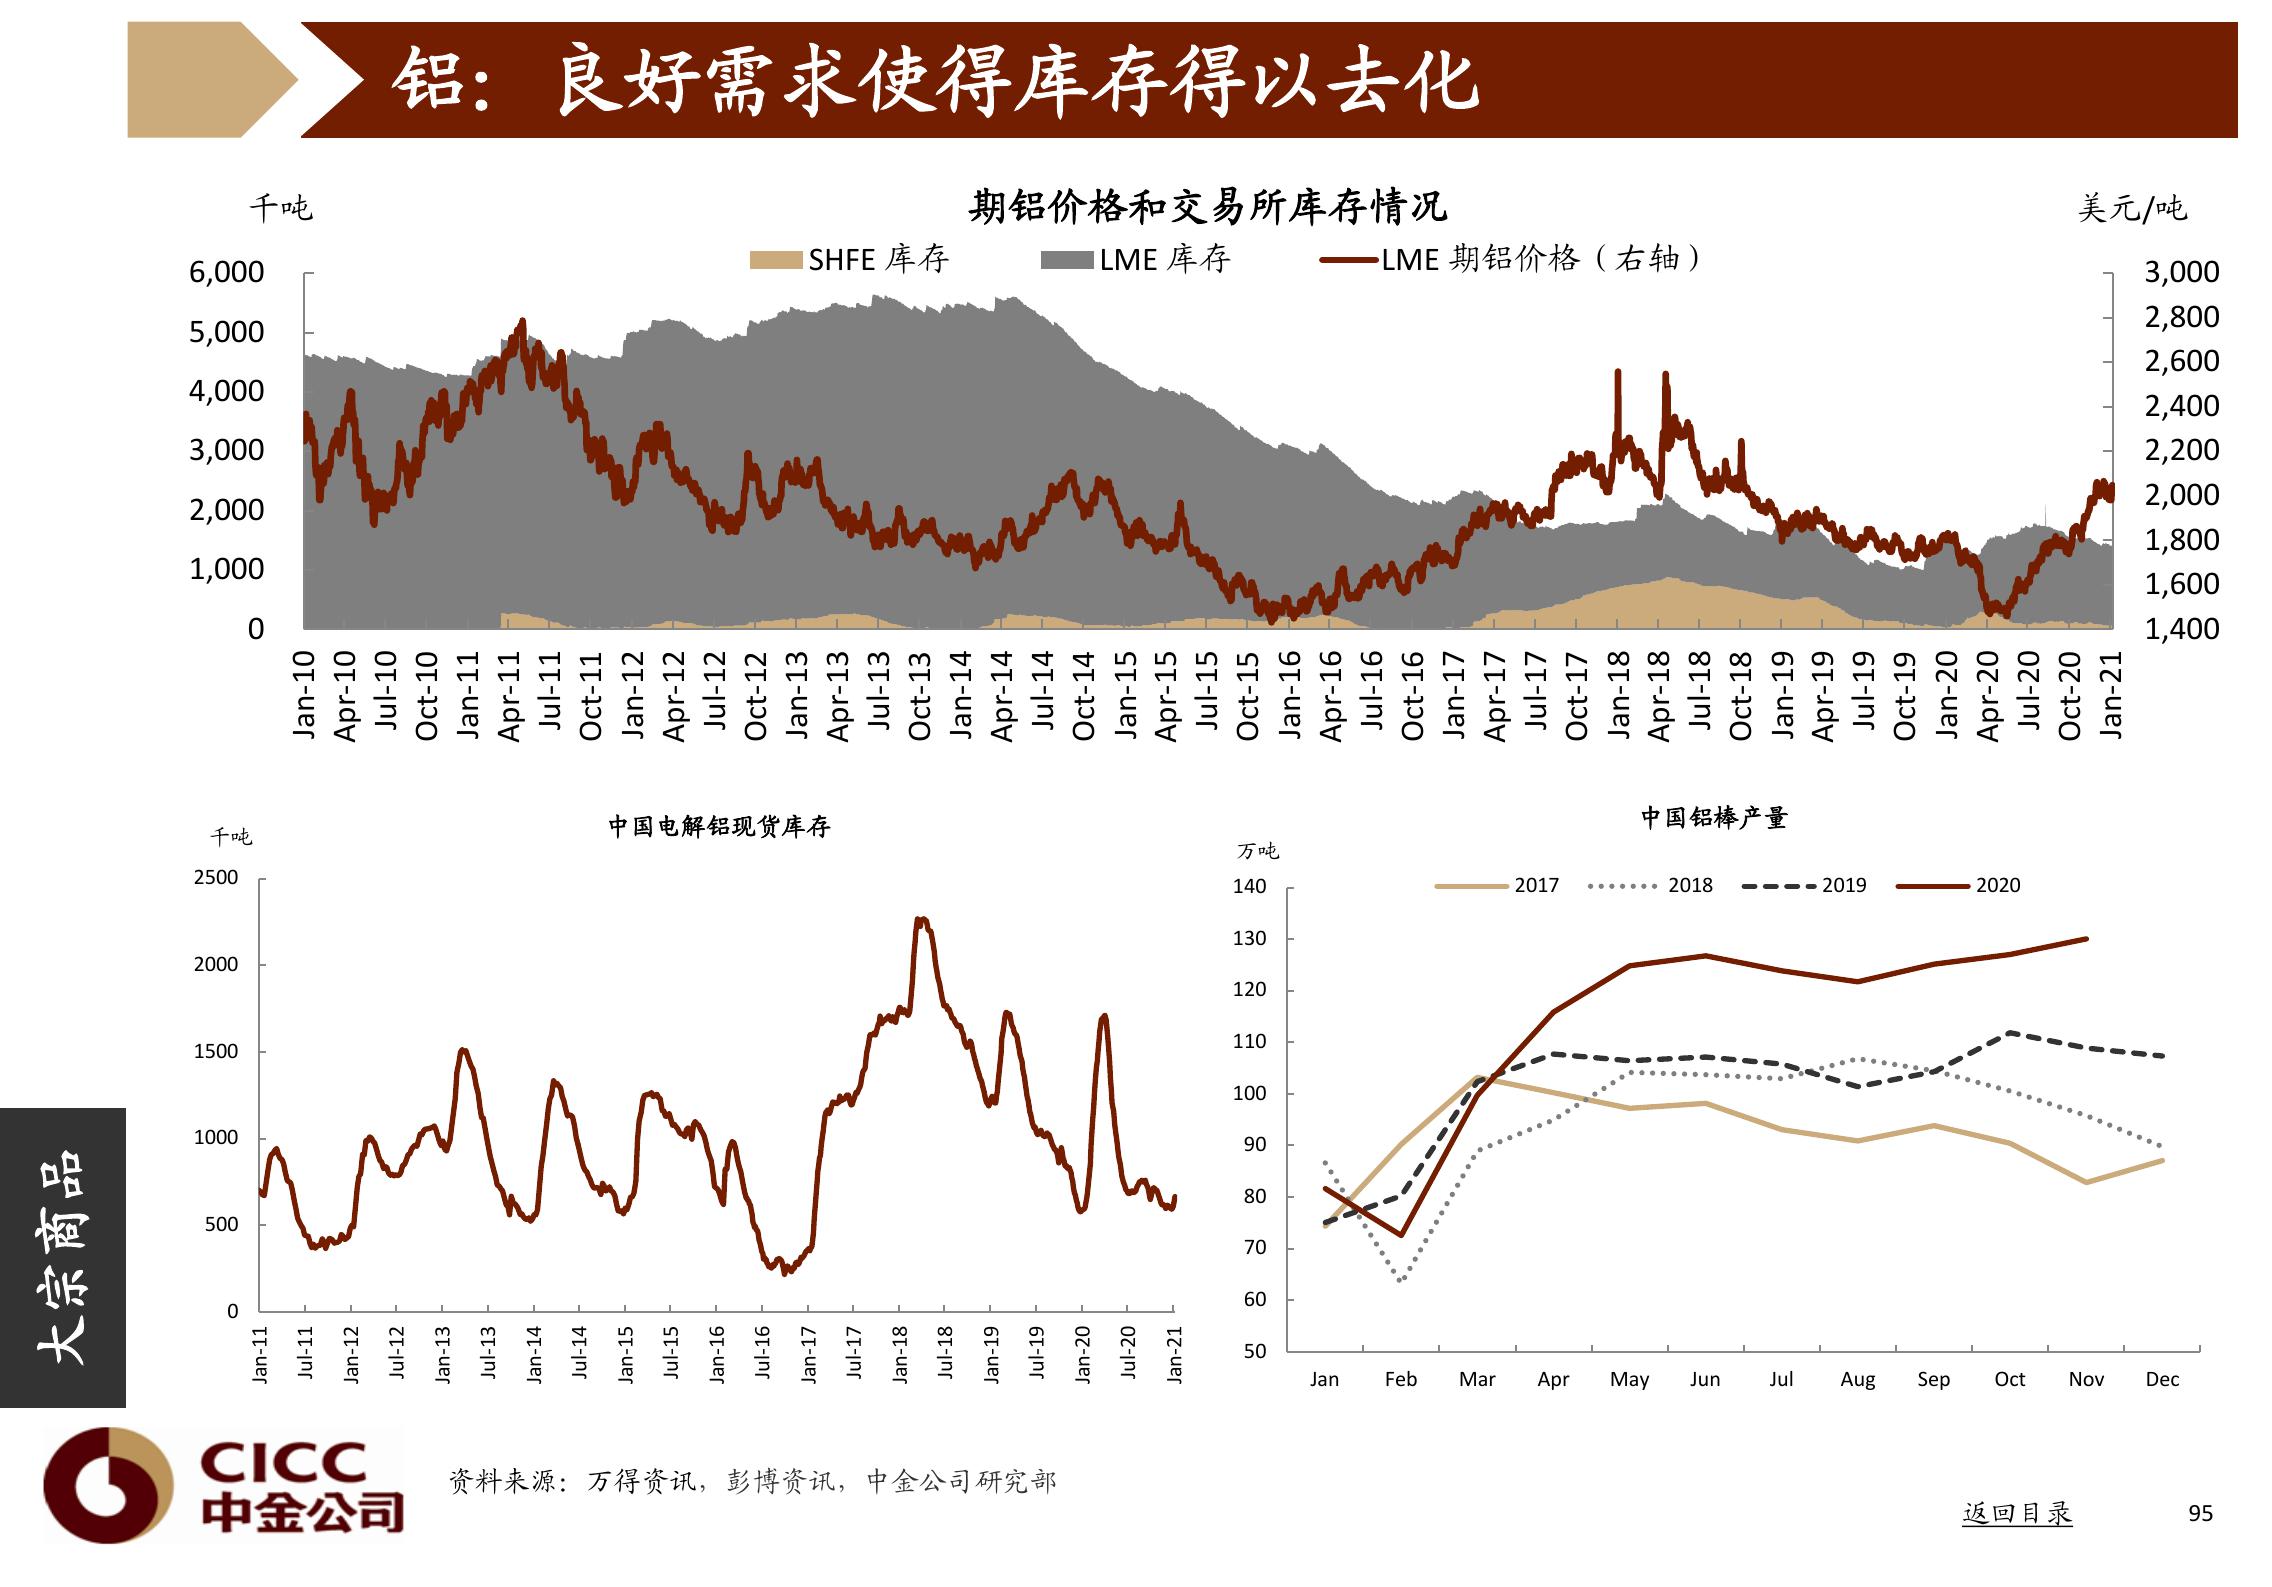 铝：良好需求使得库存得以去化
期铝价格和交易所库存情况
千吨
美元/吨
SHFE 库存 LME 库存 LME 期铝价格（右轴）
6,000
5,000
4,000
3,000
2,000
1,000
0
3,000
2,800
2,600
2,400
2,200
2,000
1,800
1,600
1,400
Jan-10 Apr-10 Jul-10 Oct-10 Jan-11 Apr-11 Jul-11 Oct-11 Jan-12 Apr-12 Jul-12 Oct-12 Jan-13 Apr-13 Jul-13 Oct-13 Jan-14 Apr-14 Jul-14 Oct-14 Jan-15 Apr-15 Jul-15 Oct-15 Jan-16 Apr-16 Jul-16 Oct-16 Jan-17 Apr-17 Jul-17 Oct-17 Jan-18 Apr-18 Jul-18 Oct-18 Jan-19 Apr-19 Jul-19 Oct-19 Jan-20 Apr-20 Jul-20 Oct-20 Jan-21
中国电解铝现货库存
千吨
2500
2000
1500
1000
500
0
Jan-11 Jul-11 Jan-12 Jul-12 Jan-13 Jul-13 Jan-14 Jul-14 Jan-15 Jul-15 Jan-16 Jul-16 Jan-17 Jul-17 Jan-18 Jul-18 Jan-19 Jul-19 Jan-20 Jul-20 Jan-21
中国铝棒产量
万吨
2017 2018 2019 2020
140
130
120
110
100
90
80
70
60
50
Jan Feb Mar Apr May Jun Jul Aug Sep Oct Nov Dec
大宗商品
CICC
中金公司
资料来源：万得资讯，彭博资讯，中金公司研究部
返回目录
95